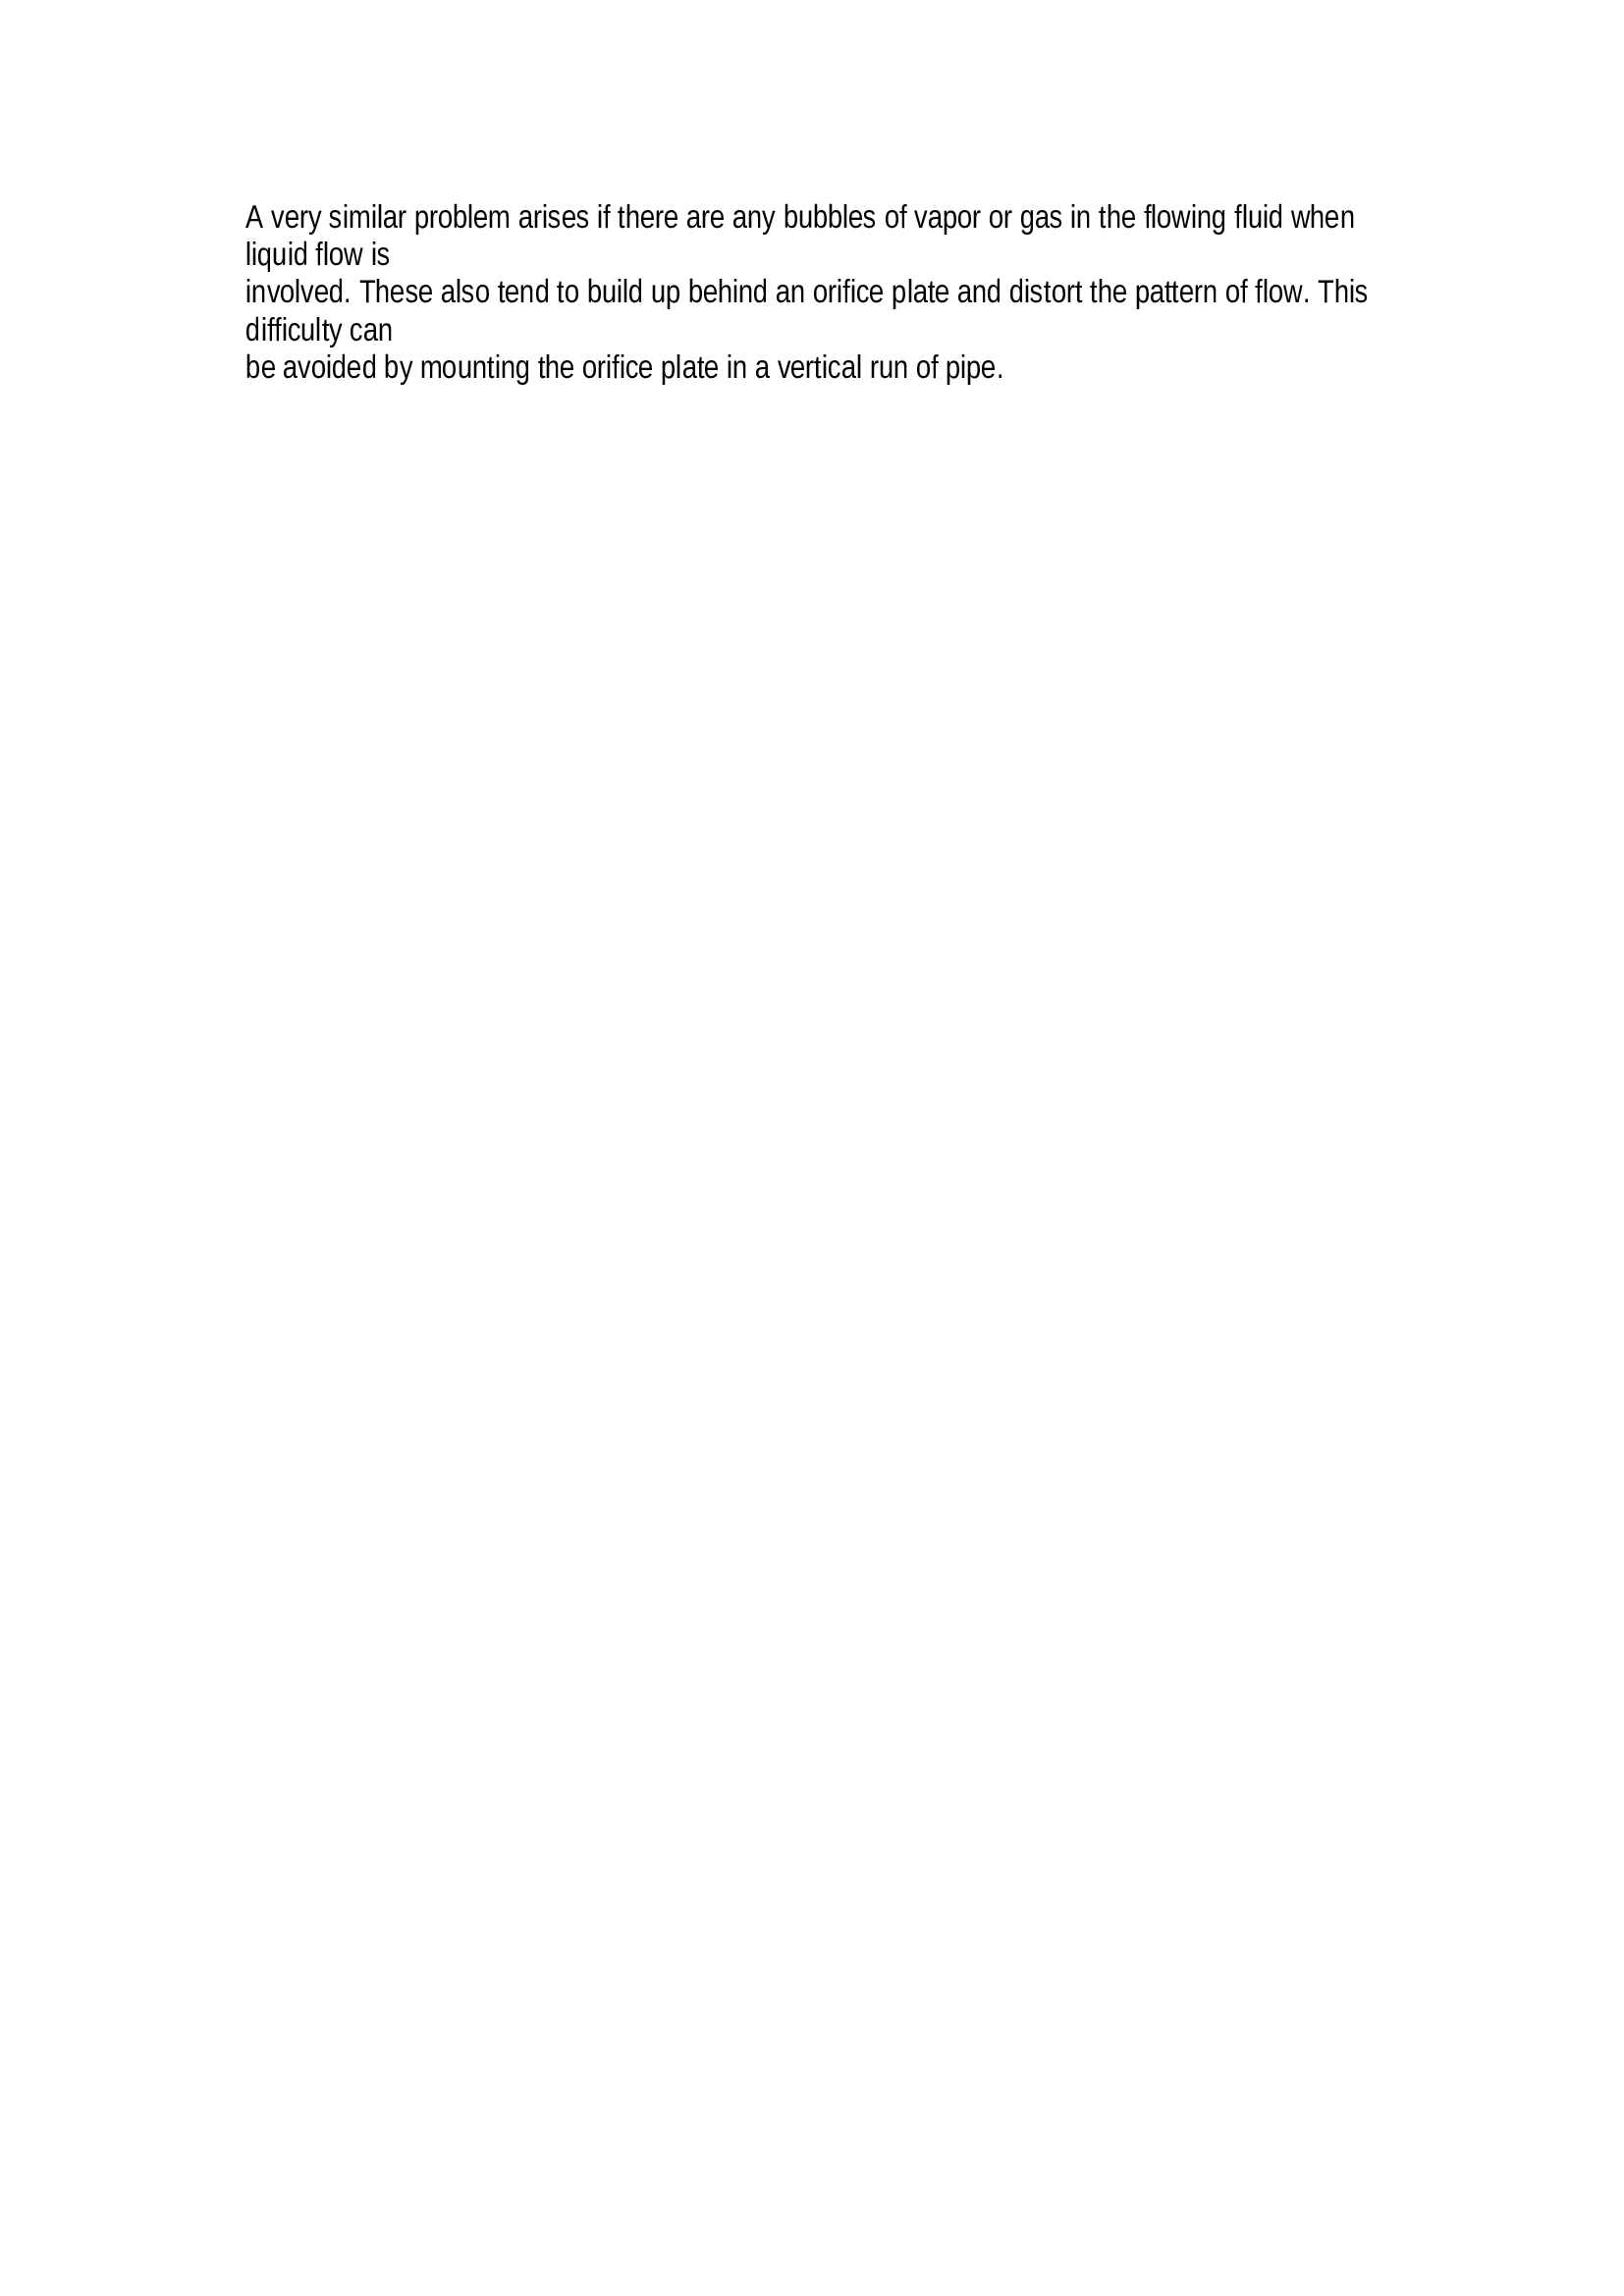 A very similar problem arises if there are any bubbles of vapor or gas in the flowing fluid when
liquid flow is
involved. These also tend to build up behind an orifice plate and distort the pattern of flow. This
difficulty can
be avoided by mounting the orifice plate in a vertical run of pipe.